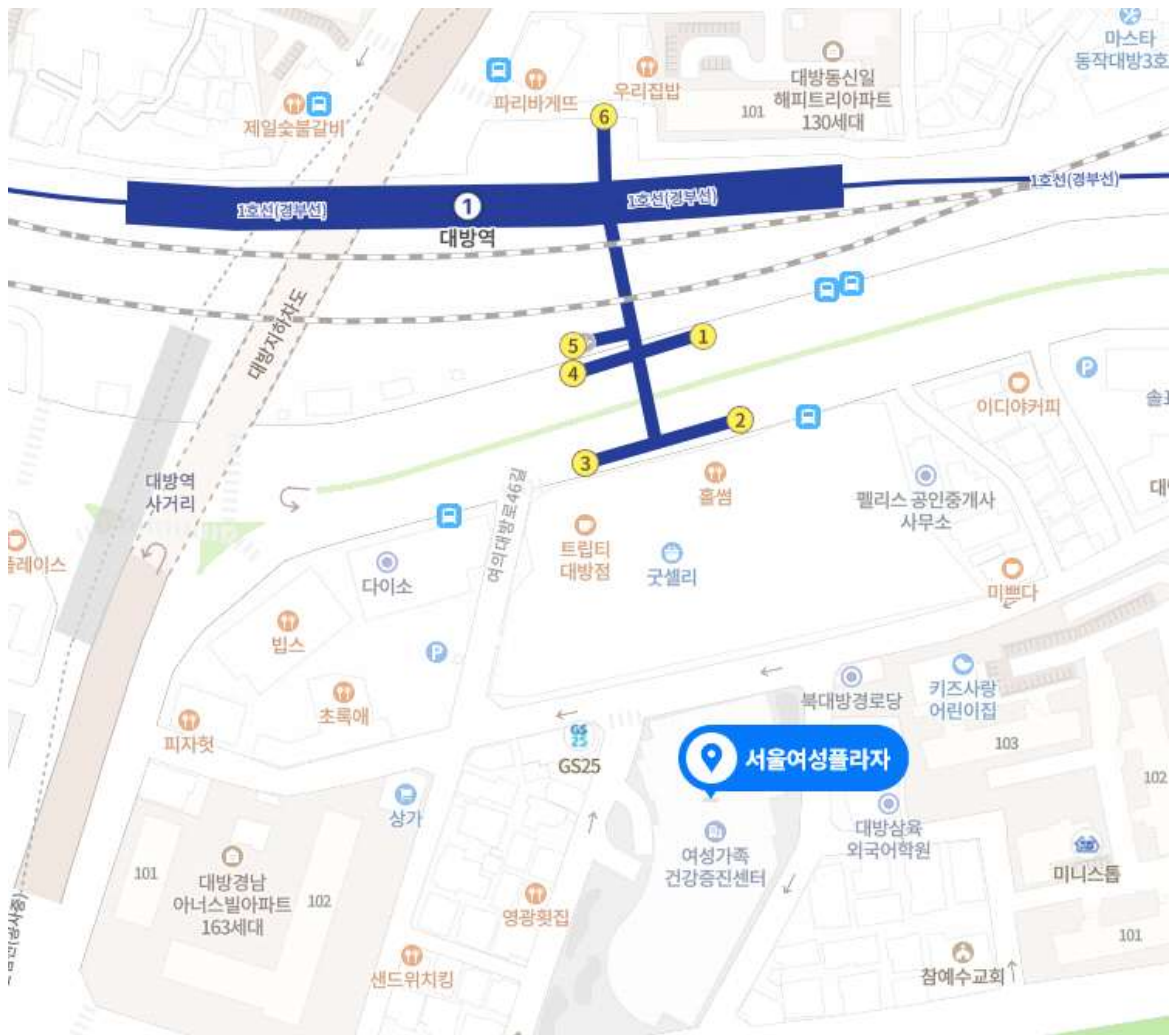 마스타
동작대방3호
파리바게뜨
우리집밥
대방동신일
해피트리아파트
130세대
101
제일숯불갈비
6
1호선(경부선)
1
1호선(경부선)
1호선(경부선)
대방역
대방지하차도
5
1
4
P
이디야커피
2
3
대방역
사거리
여의대방로46길
홀썸
펠리스 공인중개사
사무소
플레이스
다이소
트립티
대방점
굿셀리
미쁘다
빕스
P
북대방경로당
키즈사랑
어린이집
초록애
피자헛
GS
25
GS25
서울여성플라자
103
102
상가
여성가족
건강증진센터
대방삼육
외국어학원
미니스톱
101
대방경남
아너스빌아파트
163세대
102
영광횟집
101
샌드위치킹
참예수교회